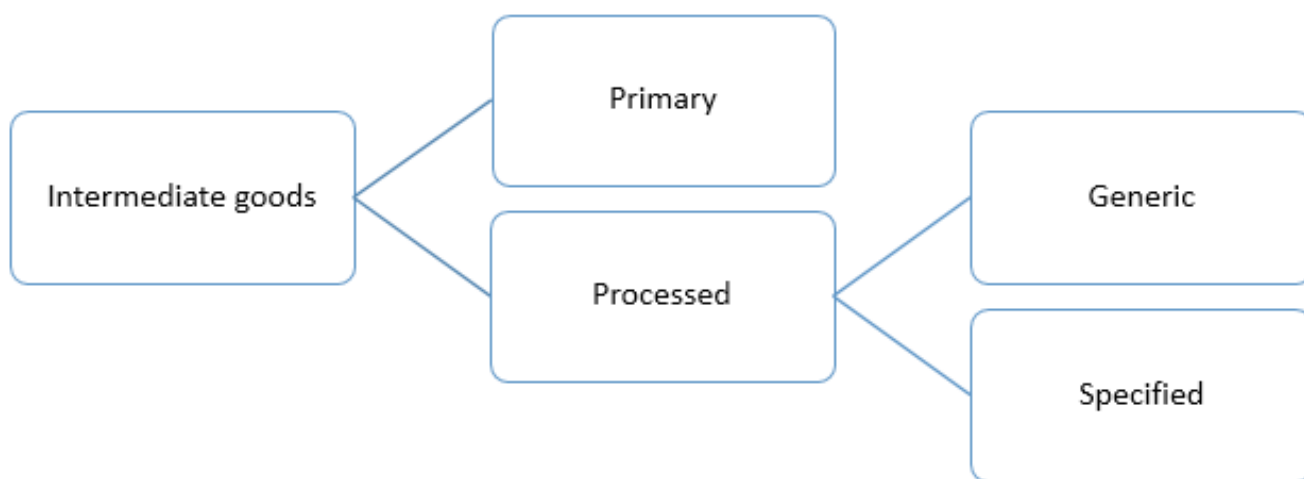 Intermediate goods
Primary
Processed
Generic
Specified